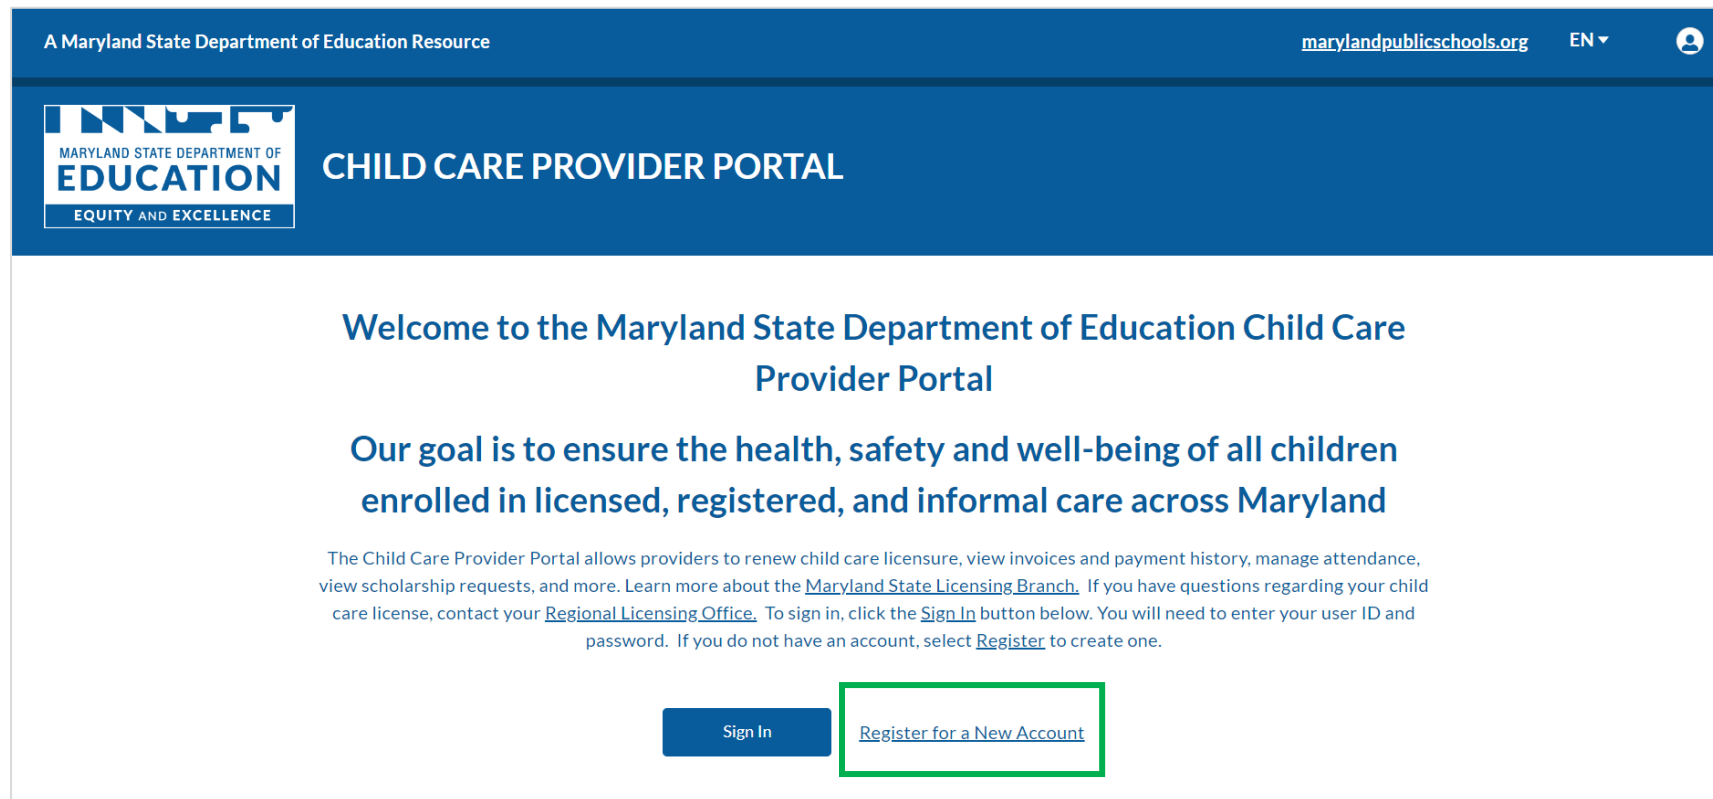 A Maryland State Department of Education Resource
marylandpublicschools.org
EN
MARYLAND STATE DEPARTMENT OF
EDUCATION
EQUITY AND EXCELLENCE
CHILD CARE PROVIDER PORTAL
Welcome to the Maryland State Department of Education Child Care
Provider Portal
Our goal is to ensure the health, safety and well-being of all children
enrolled in licensed, registered, and informal care across Maryland
The Child Care Provider Portal allows providers to renew child care licensure, view invoices and payment history, manage attendance,
view scholarship requests, and more. Learn more about the Maryland State Licensing Branch. If you have questions regarding your child
care license, contact your Regional Licensing Office. To sign in, click the Sign In button below. You will need to enter your user ID and
password. If you do not have an account, select Register to create one.
Sign In
Register for a New Account